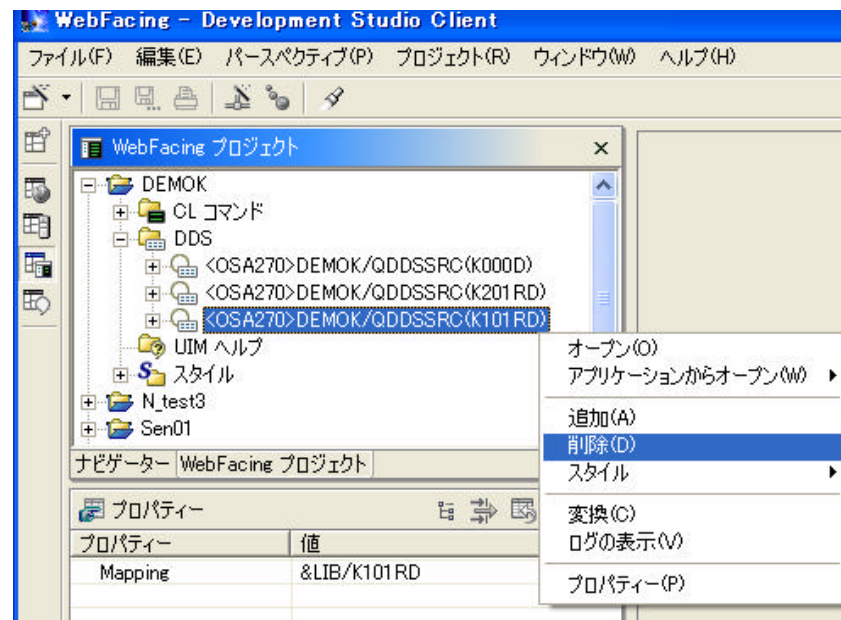 WebFacing - Development Studio Client
ファイル(F) 編集(E) パースペクティブ(P) プロジェクト(R) ウィンドウ(W) ヘルプ(H)
WebFacing プロジェクト
DEMOK
CL コマンド
DDS
<OSA270>DEMOK/QDDSSRC(K000D)
<OSA270>DEMOK/QDDSSRC(K201RD)
<OSA270>DEMOK/QDDSSRC(K101RD)
UIM ヘルプ
スタイル
N_test3
Sen01
ナビゲーター WebFacing プロジェクト
オープン(O)
アプリケーションからオープン(W)
追加(A)
削除(D)
スタイル
変換(C)
ログの表示(V)
プロパティー(P)
プロパティー
プロパティー 値
Mapping &LIB/K101RD